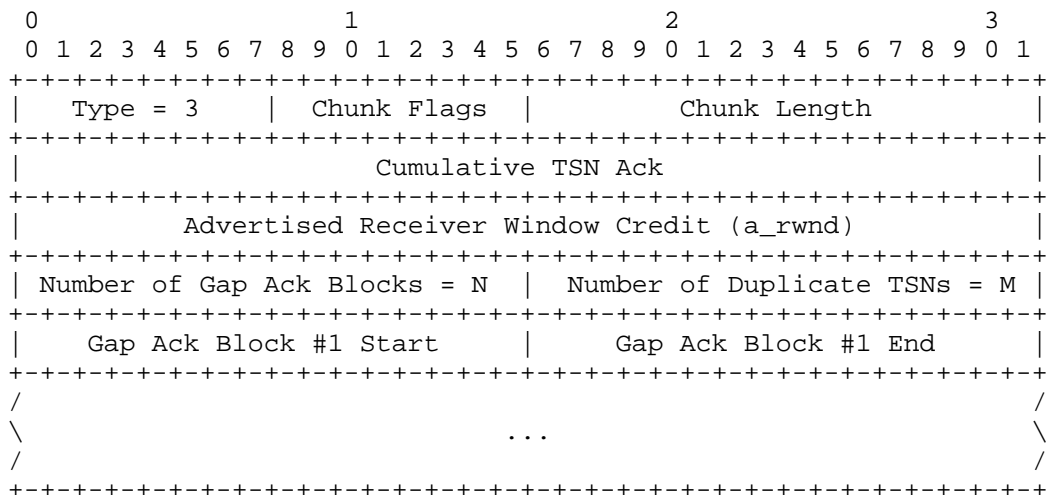 0                   1                   2                   3
 0 1 2 3 4 5 6 7 8 9 0 1 2 3 4 5 6 7 8 9 0 1 2 3 4 5 6 7 8 9 0 1
+-+-+-+-+-+-+-+-+-+-+-+-+-+-+-+-+-+-+-+-+-+-+-+-+-+-+-+-+-+-+-+-+
|   Type = 3    |  Chunk Flags  |         Chunk Length          |
+-+-+-+-+-+-+-+-+-+-+-+-+-+-+-+-+-+-+-+-+-+-+-+-+-+-+-+-+-+-+-+-+
|                      Cumulative TSN Ack                       |
+-+-+-+-+-+-+-+-+-+-+-+-+-+-+-+-+-+-+-+-+-+-+-+-+-+-+-+-+-+-+-+-+
|          Advertised Receiver Window Credit (a_rwnd)           |
+-+-+-+-+-+-+-+-+-+-+-+-+-+-+-+-+-+-+-+-+-+-+-+-+-+-+-+-+-+-+-+-+
| Number of Gap Ack Blocks = N  |  Number of Duplicate TSNs = M |
+-+-+-+-+-+-+-+-+-+-+-+-+-+-+-+-+-+-+-+-+-+-+-+-+-+-+-+-+-+-+-+-+
|    Gap Ack Block #1 Start     |     Gap Ack Block #1 End      |
+-+-+-+-+-+-+-+-+-+-+-+-+-+-+-+-+-+-+-+-+-+-+-+-+-+-+-+-+-+-+-+-+
/                                                               /
\                              ...                              \
/                                                               /
+-+-+-+-+-+-+-+-+-+-+-+-+-+-+-+-+-+-+-+-+-+-+-+-+-+-+-+-+-+-+-+-+